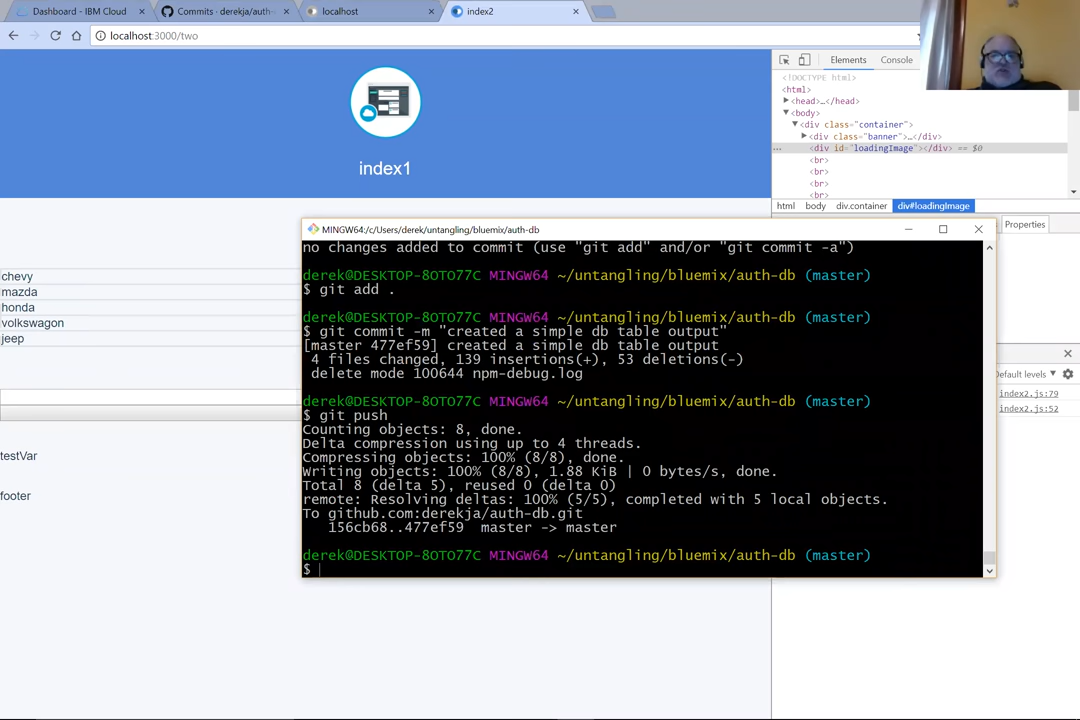 Dashboard - IBM Cloud
Commits · derekja/auth-
localhost
index2
localhost:3000/two
Elements
Console
<!DOCTYPE html>
<html>
<head>…</head>
<body>
<div class="container">
<div class="banner">…</div>
<div id="loadingImage"></div> == $0
<br>
<br>
<br>
<br>
html body div.container div#loadingImage
Properties
index1
chevy
mazda
honda
volkswagon
jeep
testVar
footer
MINGW64:/c/Users/derek/untangling/bluemix/auth-db
no changes added to commit (use "git add" and/or "git commit -a")
derek@DESKTOP-8OTO77C MINGW64 ~/untangling/bluemix/auth-db (master)
$ git add .
derek@DESKTOP-8OTO77C MINGW64 ~/untangling/bluemix/auth-db (master)
$ git commit -m "created a simple db table output"
[master 477ef59] created a simple db table output
4 files changed, 139 insertions(+), 53 deletions(-)
delete mode 100644 npm-debug.log
derek@DESKTOP-8OTO77C MINGW64 ~/untangling/bluemix/auth-db (master)
$ git push
Counting objects: 8, done.
Delta compression using up to 4 threads.
Compressing objects: 100% (8/8), done.
Writing objects: 100% (8/8), 1.88 KiB | 0 bytes/s, done.
Total 8 (delta 5), reused 0 (delta 0)
remote: Resolving deltas: 100% (5/5), completed with 5 local objects.
To github.com:derekja/auth-db.git
156cb68..477ef59 master -> master
derek@DESKTOP-8OTO77C MINGW64 ~/untangling/bluemix/auth-db (master)
$
Default levels
index2.js:79
index2.js:52